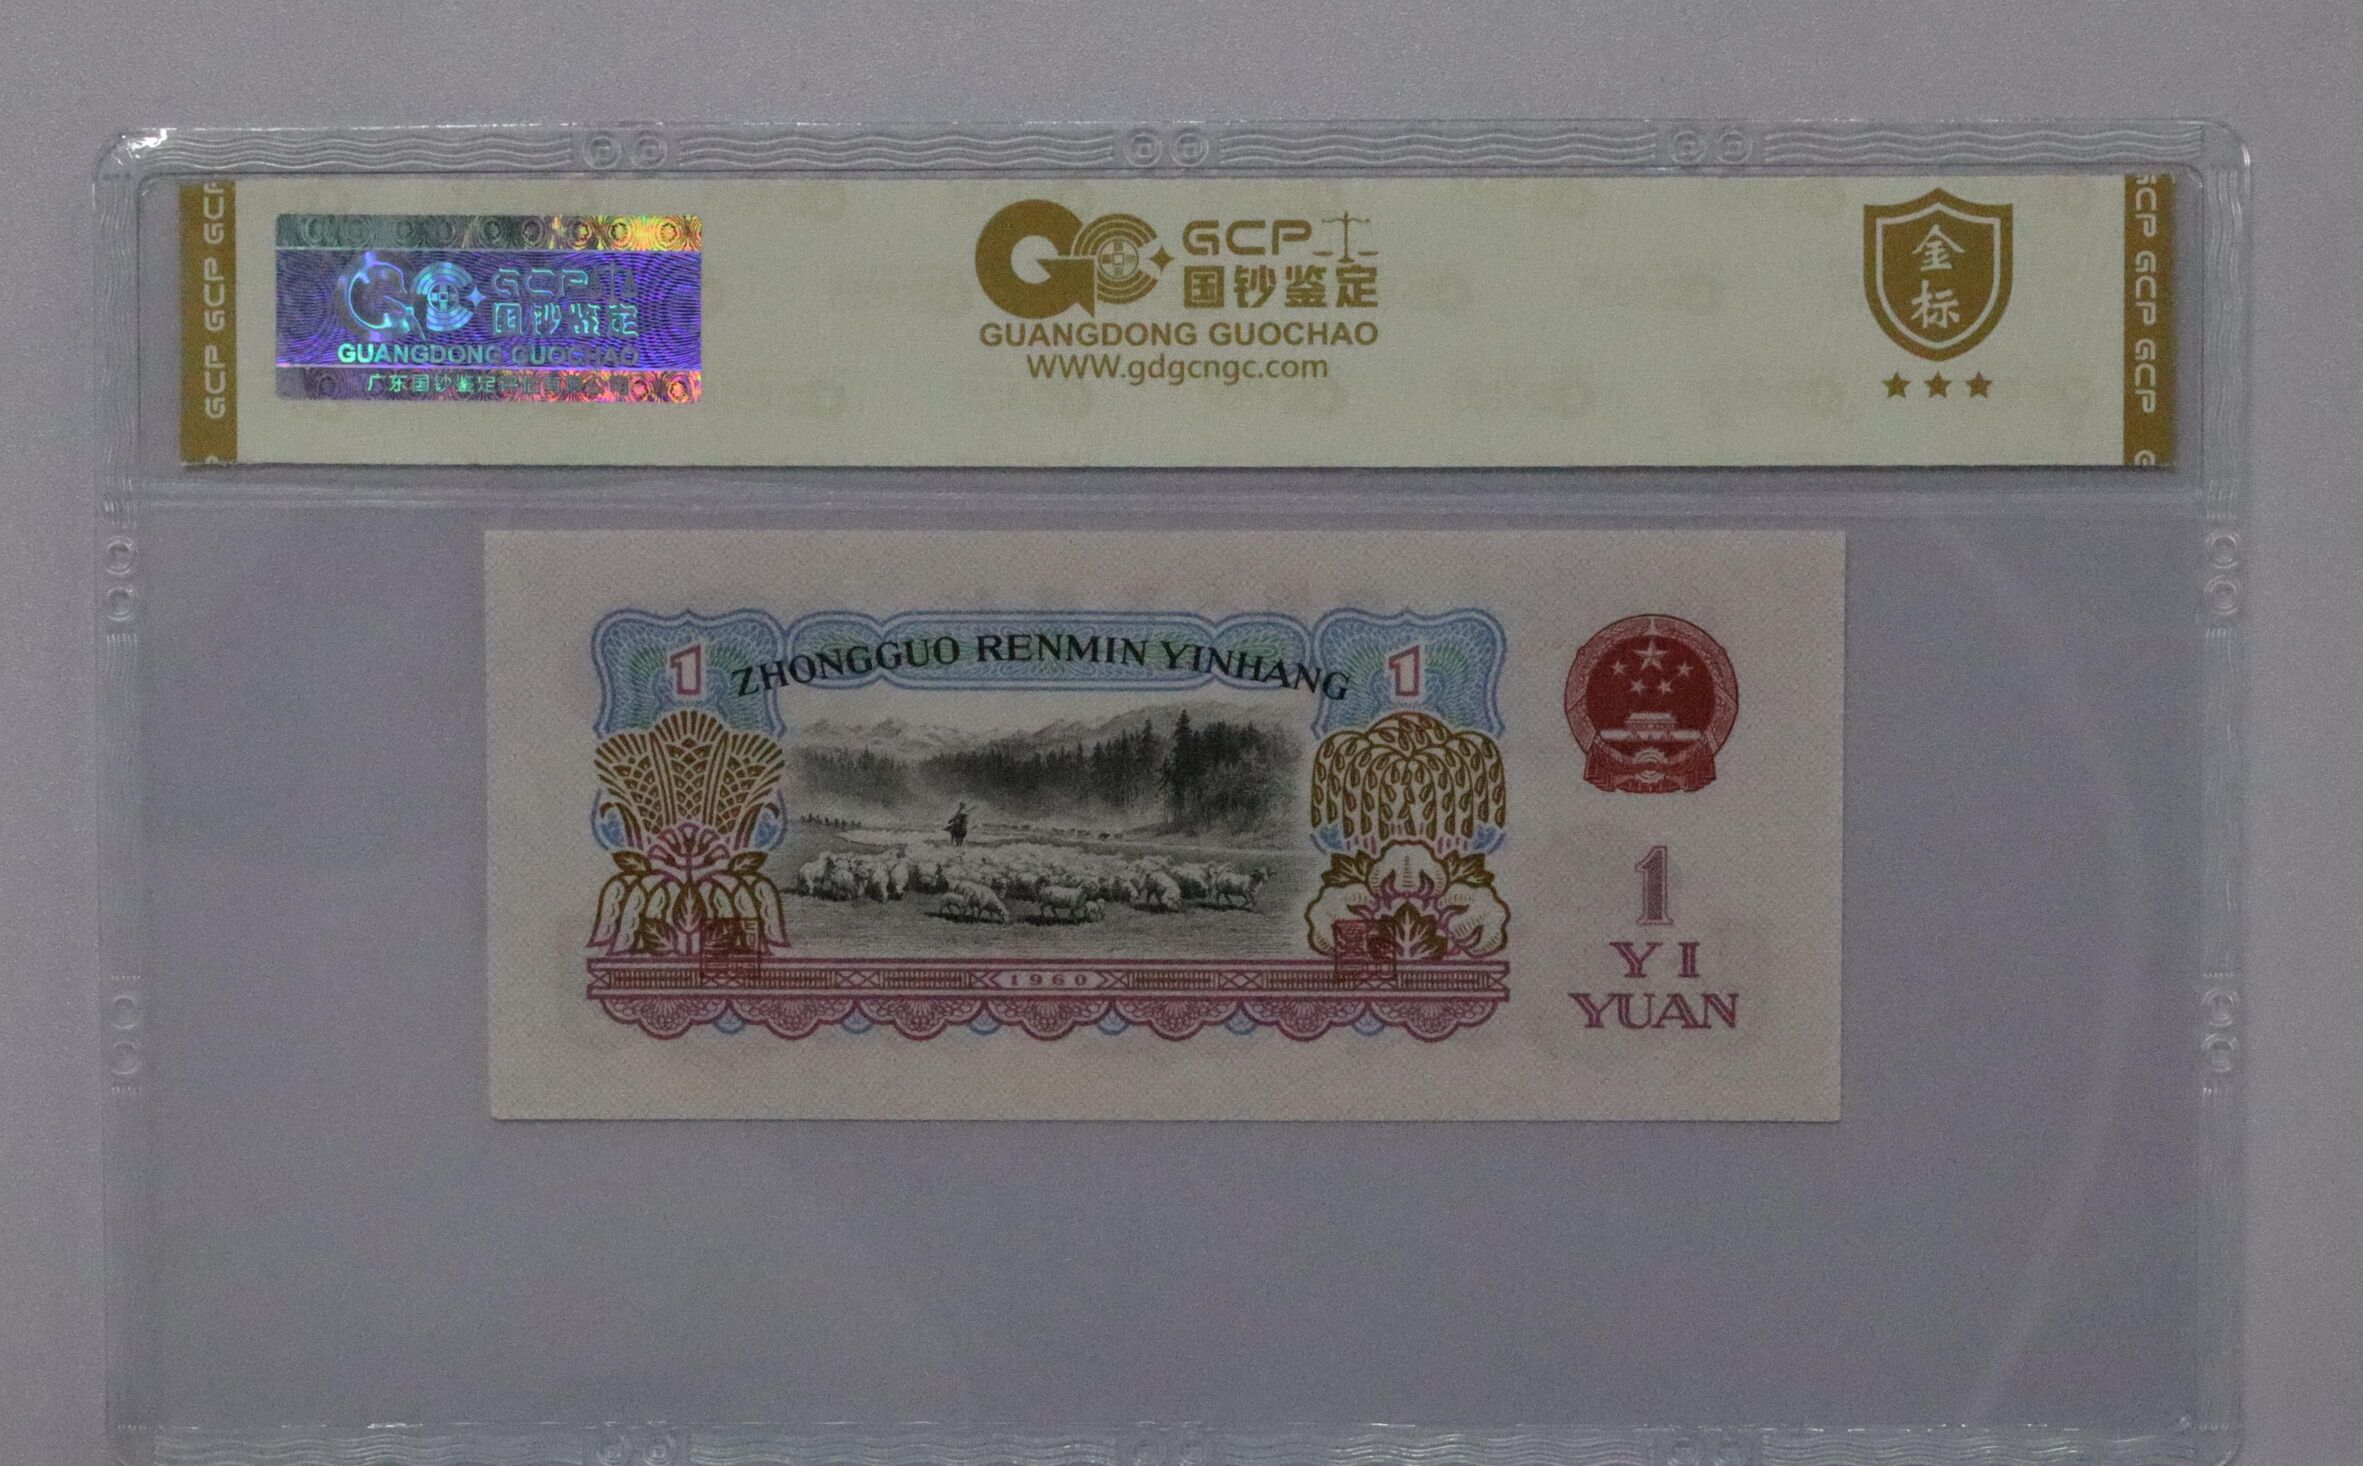 GCP GCP GCP
GCP
国钞鉴定
GUANGDONG GUOCHAO
广东国钞鉴定评估有限公司
GCP
国钞鉴定
GUANGDONG GUOCHAO
WWW.gdgcngc.com
金
标
GCP GCP GCP
1
ZHONGGUO RENMIN YINHANG
1
1960
1
YI
YUAN